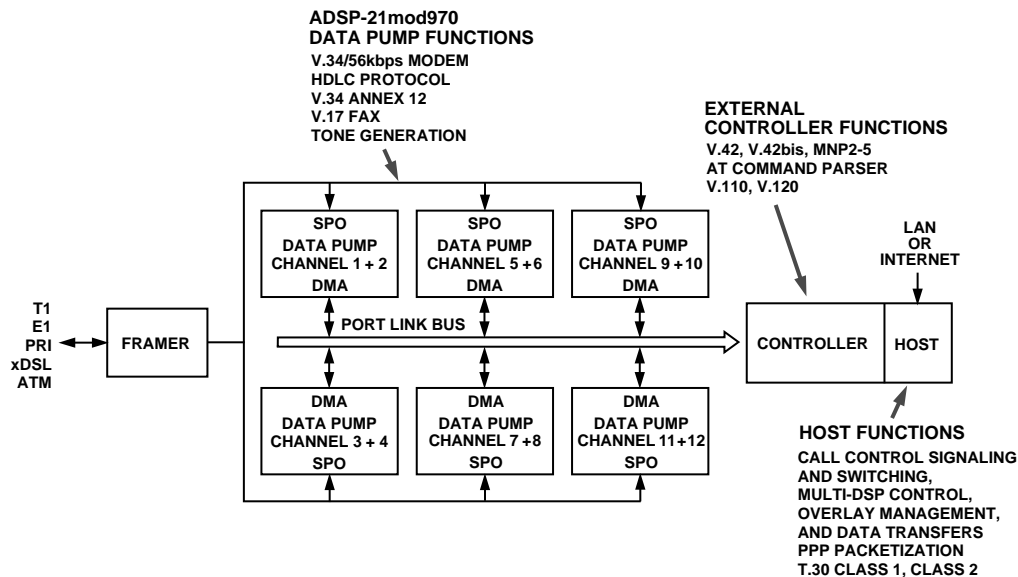 ADSP-21mod970
DATA PUMP FUNCTIONS
V.34/56kbps MODEM
HDLC PROTOCOL
V.34 ANNEX 12
V.17 FAX
TONE GENERATION
EXTERNAL
CONTROLLER FUNCTIONS
V.42, V.42bis, MNP2-5
AT COMMAND PARSER
V.110, V.120
LAN
OR
INTERNET
SPO
DATA PUMP
CHANNEL 1 + 2
DMA
SPO
DATA PUMP
CHANNEL 5 +6
DMA
SPO
DATA PUMP
CHANNEL 9 +10
DMA
T1
E1
PRI
xDSL
ATM
FRAMER
PORT LINK BUS
CONTROLLER
HOST
DMA
DATA PUMP
CHANNEL 3 + 4
SPO
DMA
DATA PUMP
CHANNEL 7 +8
SPO
DMA
DATA PUMP
CHANNEL 11 +12
SPO
HOST FUNCTIONS
CALL CONTROL SIGNALING
AND SWITCHING,
MULTI-DSP CONTROL,
OVERLAY MANAGEMENT,
AND DATA TRANSFERS
PPP PACKETIZATION
T.30 CLASS 1, CLASS 2